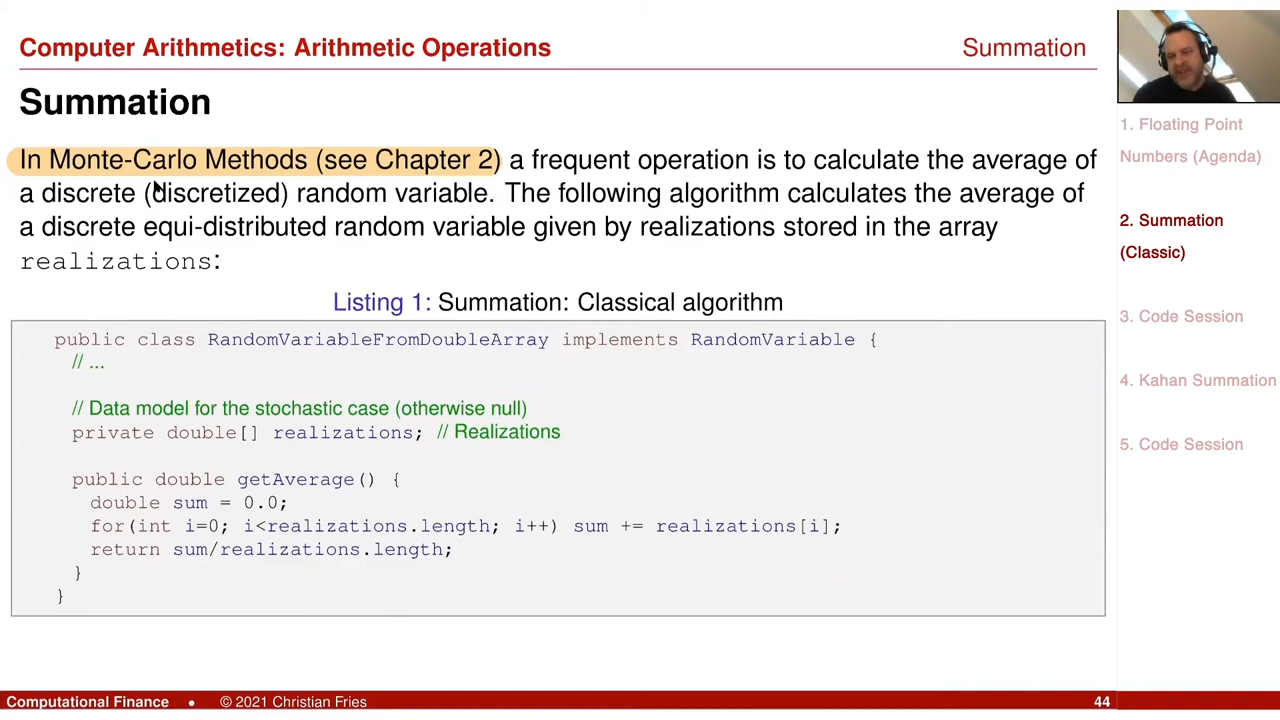 Computer Arithmetics: Arithmetic Operations
Summation
Summation
In Monte-Carlo Methods (see Chapter 2) a frequent operation is to calculate the average of
a discrete (discretized) random variable. The following algorithm calculates the average of
a discrete equi-distributed random variable given by realizations stored in the array
realizations:
Listing 1: Summation: Classical algorithm
public class RandomVariableFromDoubleArray implements RandomVariable {
// ...
// Data model for the stochastic case (otherwise null)
private double[] realizations; // Realizations
public double getAverage() {
double sum = 0.0;
for(int i=0; i<realizations.length; i++) sum += realizations[i];
return sum/realizations.length;
}
}
1. Floating Point
Numbers (Agenda)
2. Summation
(Classic)
3. Code Session
4. Kahan Summation
5. Code Session
Computational Finance • © 2021 Christian Fries
44